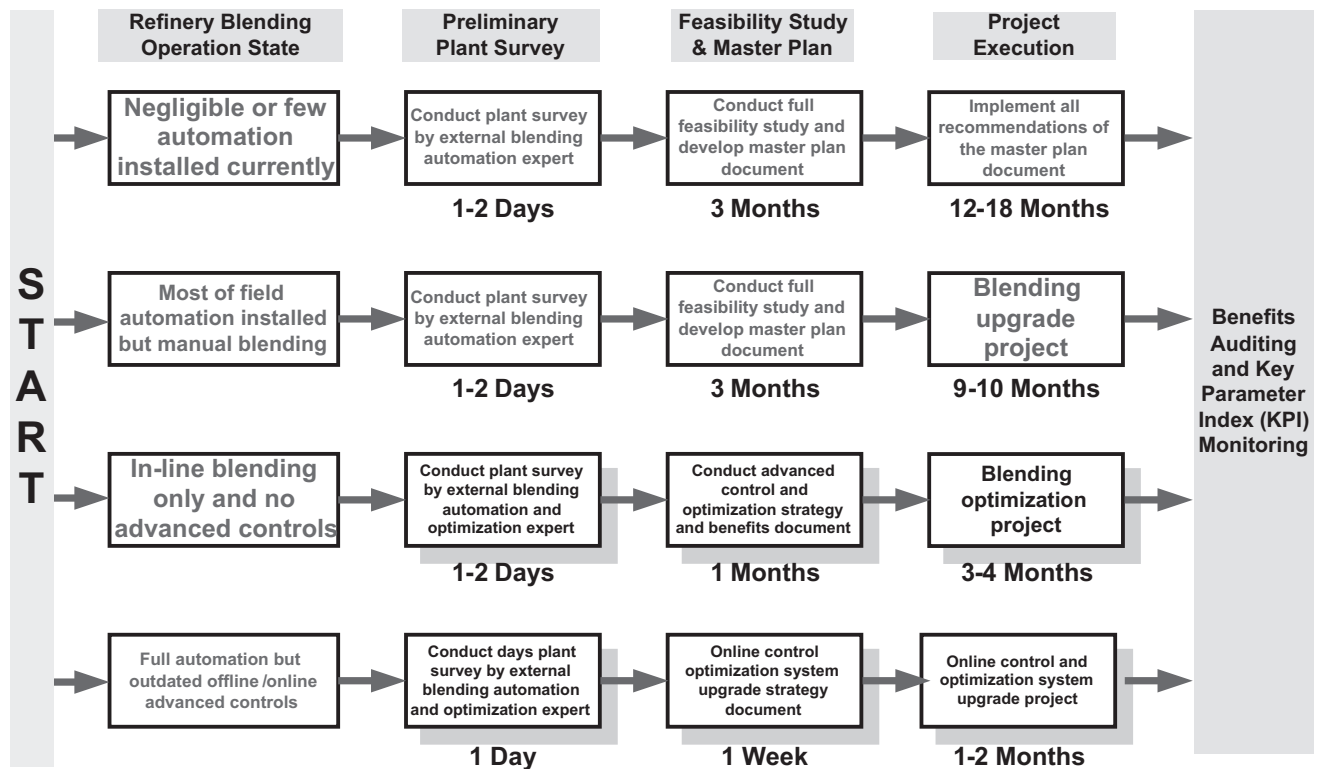 Refinery Blending
Operation State
Preliminary
Plant Survey
Feasibility Study
& Master Plan
Project
Execution
START
Negligible or few
automation
installed currently
Conduct plant survey
by external blending
automation expert
1-2 Days
Conduct full
feasibility study and
develop master plan
document
3 Months
Implement all
recommendations of
the master plan
document
12-18 Months
Most of field
automation installed
but manual blending
Conduct plant survey
by external blending
automation expert
1-2 Days
Conduct full
feasibility study and
develop master plan
document
3 Months
Blending
upgrade
project
9-10 Months
In-line blending
only and no
advanced controls
Conduct plant survey
by external blending
automation and
optimization expert
1-2 Days
Conduct advanced
control and
optimization strategy
and benefits document
1 Months
Blending
optimization
project
3-4 Months
Full automation but
outdated offline/online
advanced controls
Conduct days plant
survey by external
blending automation
and optimization expert
1 Day
Online control
optimization system
upgrade strategy
document
1 Week
Online control and
optimization system
upgrade project
1-2 Months
Benefits
Auditing
and Key
Parameter
Index (KPI)
Monitoring